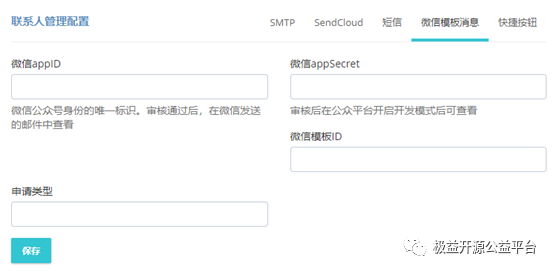 联系人管理配置
SMTP
SendCloud
短信
微信模板消息
快捷按钮
微信appID
微信appSecret
微信公众号身份的唯一标识。审核通过后，在微信发送
的邮件中查看
审核后在公众平台开启开发模式后可查看
微信模板ID
申请类型
保存
极益开源公益平台